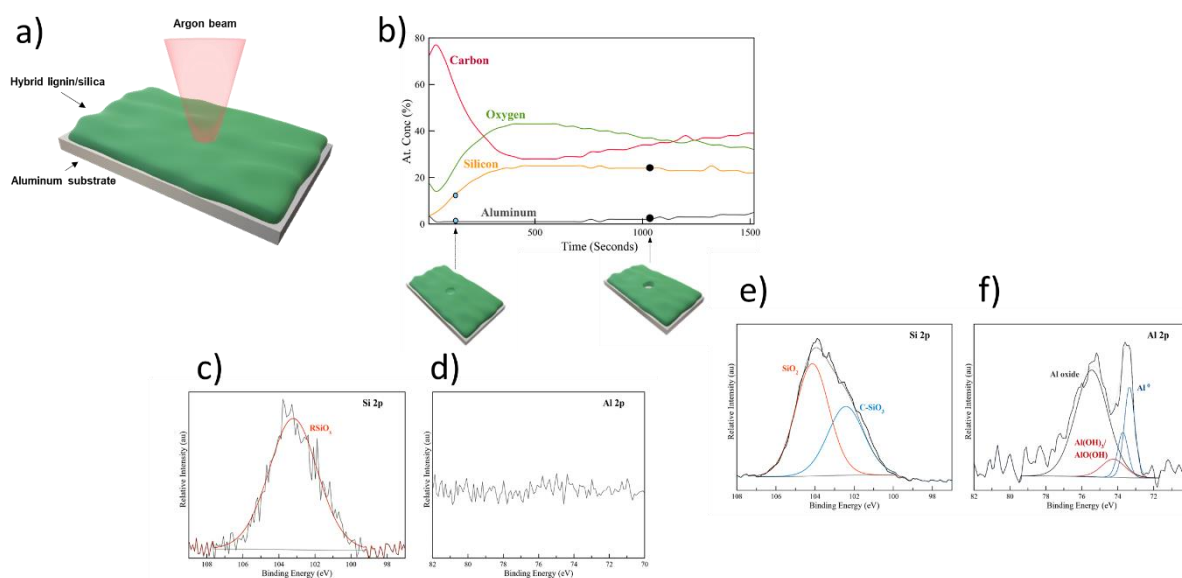 a)
Argon beam
Hybrid lignin/silica
Aluminum substrate
b)
80
60
40
20
0
At. Conc (%)
Carbon
Oxygen
Silicon
Aluminum
500
1000
1500
Time (Seconds)
c)
Si 2p
RSiOₓ
Relative Intensity (au)
108 106 104 102 100 98
Binding Energy (eV)
d)
Al 2p
Relative Intensity (au)
82 80 78 76 74 72 70
Binding Energy (eV)
e)
Si 2p
SiO₂
C-SiOₓ
Relative Intensity (au)
108 106 104 102 100 98
Binding Energy (eV)
f)
Al 2p
Al oxide
Al⁰
Al(OH)₃/
AlO(OH)
Relative Intensity (au)
82 80 78 76 74 72
Binding Energy (eV)